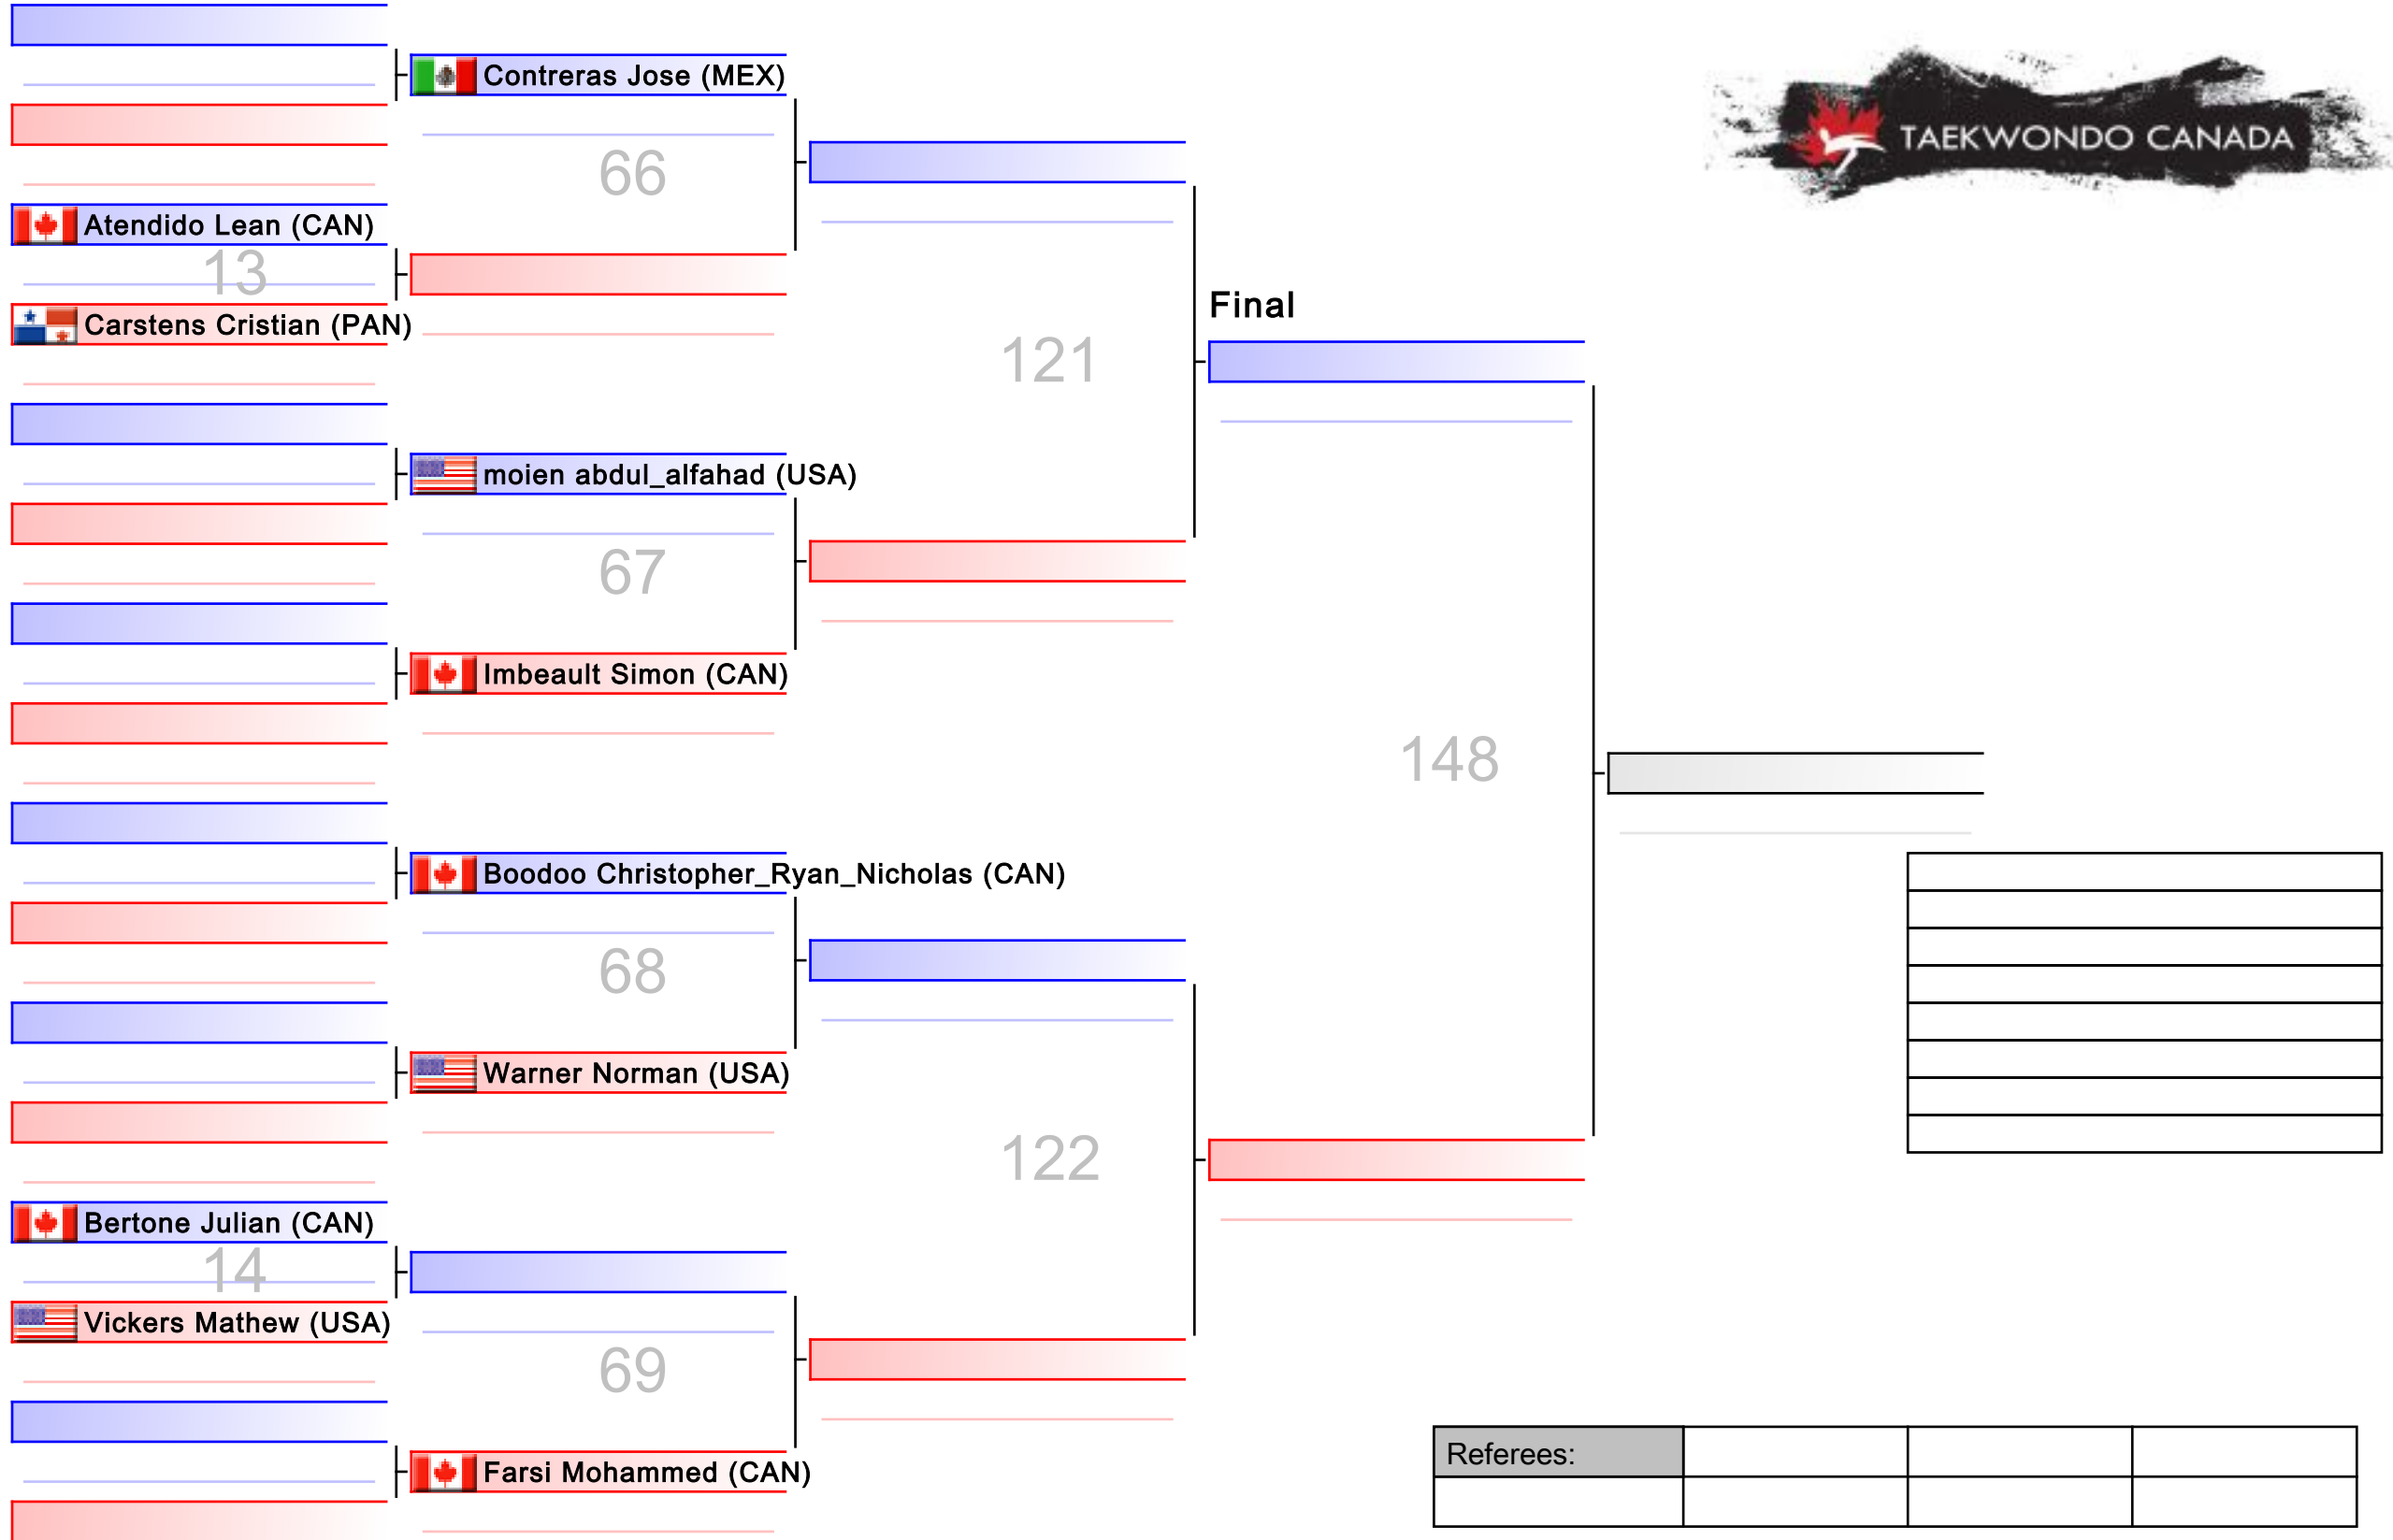 Contreras Jose (MEX)
TAEKWONDO CANADA
66
Atendido Lean (CAN)
13
Carstens Cristian (PAN)
Final
121
moien abdul_alfahad (USA)
67
Imbeault Simon (CAN)
148
Boodoo Christopher_Ryan_Nicholas (CAN)
68
Warner Norman (USA)
122
Bertone Julian (CAN)
14
Vickers Mathew (USA)
69
Referees:
Farsi Mohammed (CAN)